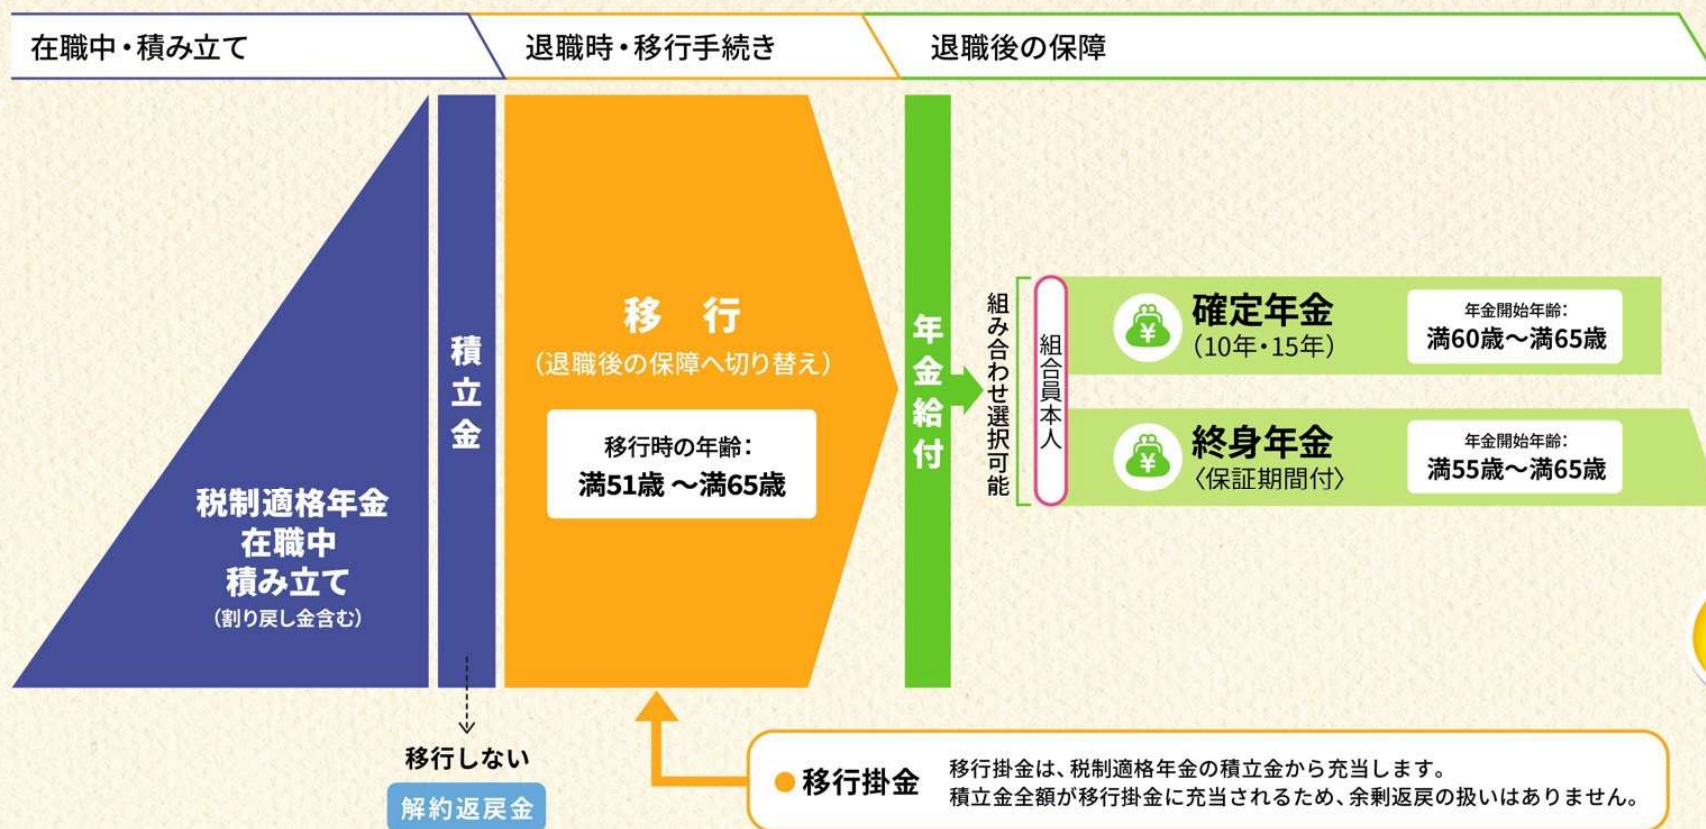 在職中・積み立て
退職時・移行手続き
退職後の保障
税制適格年金
在職中
積み立て
(割り戻し金含む)
積立金
移行しない
解約返戻金
移 行
(退職後の保障へ切り替え)
移行時の年齢:
満51歳 ～満65歳
年金給付
組み合わせ選択可能
組合員本人
¥
確定年金
(10年・15年)
年金開始年齢:
満60歳～満65歳
¥
終身年金
〈保証期間付〉
年金開始年齢:
満55歳～満65歳
●移行掛金
移行掛金は、税制適格年金の積立金から充当します。
積立金全額が移行掛金に充当されるため、余剰返戻の扱いはありません。